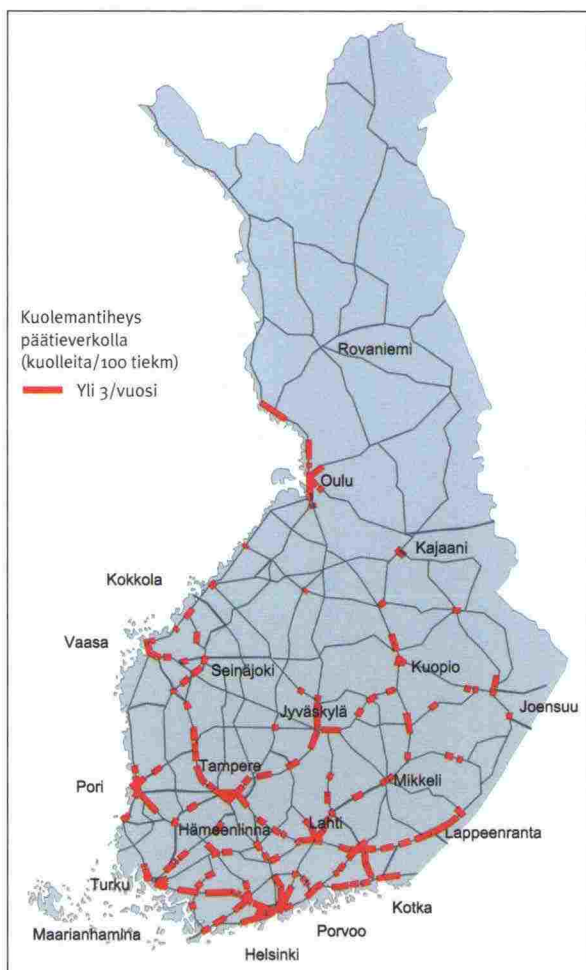 Kuolemantiheys
päätieverkolla
(kuolleita/100 tiekm)
Yli 3/vuosi
Rovaniemi
Oulu
Kajaani
Kokkola
Vaasa
Seinäjoki
Kuopio
Joensuu
Jyväskylä
Tampere
Pori
Mikkeli
Hämeenlinna
Lahti
Lappeenranta
Turku
Kotka
Maarianhamina
Porvoo
Helsinki